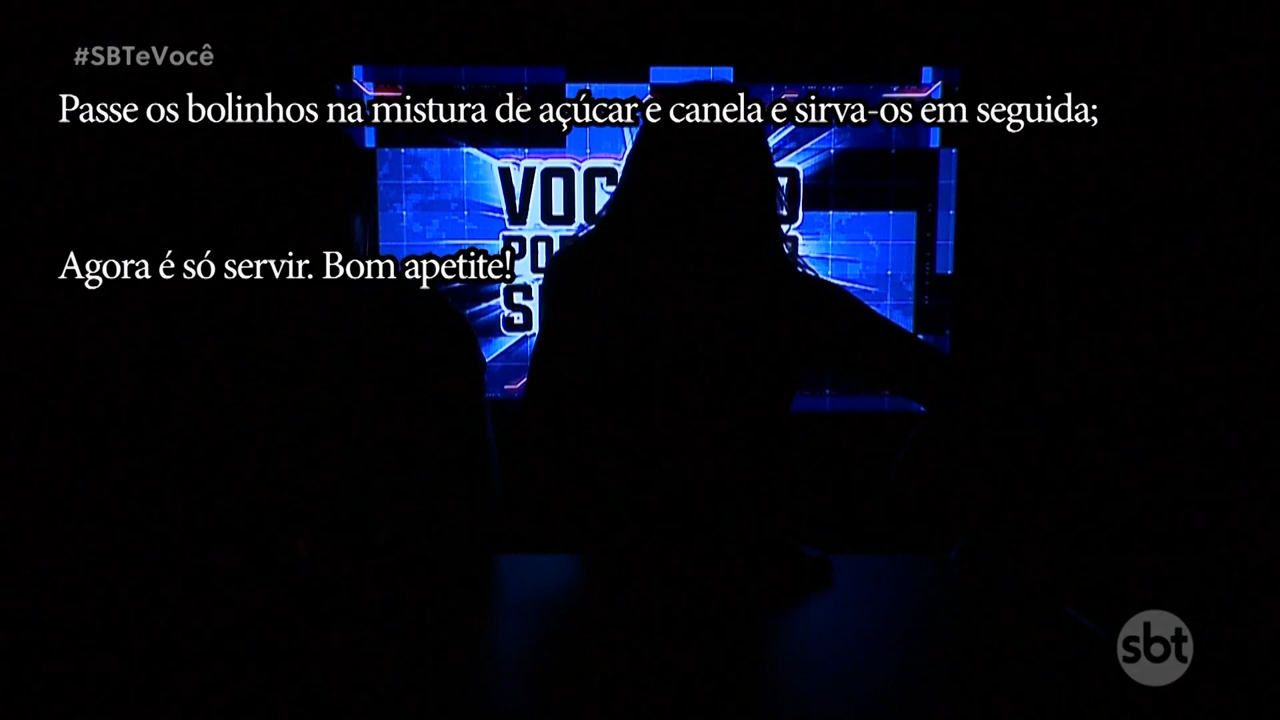 #SBTeVocê
Passe os bolinhos na mistura de açúcar e canela e sirva-os em seguida;
Agora é só servir. Bom apetite!
sbt